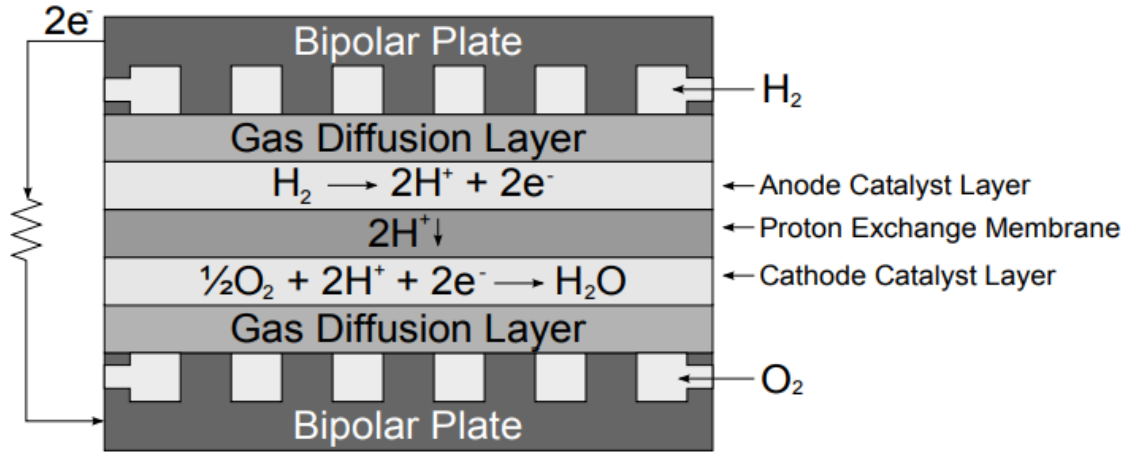 2e⁻
Bipolar Plate
H₂
Gas Diffusion Layer
H₂ → 2H⁺ + 2e⁻
Anode Catalyst Layer
2H⁺↓
Proton Exchange Membrane
½O₂ + 2H⁺ + 2e⁻ → H₂O
Cathode Catalyst Layer
Gas Diffusion Layer
O₂
Bipolar Plate